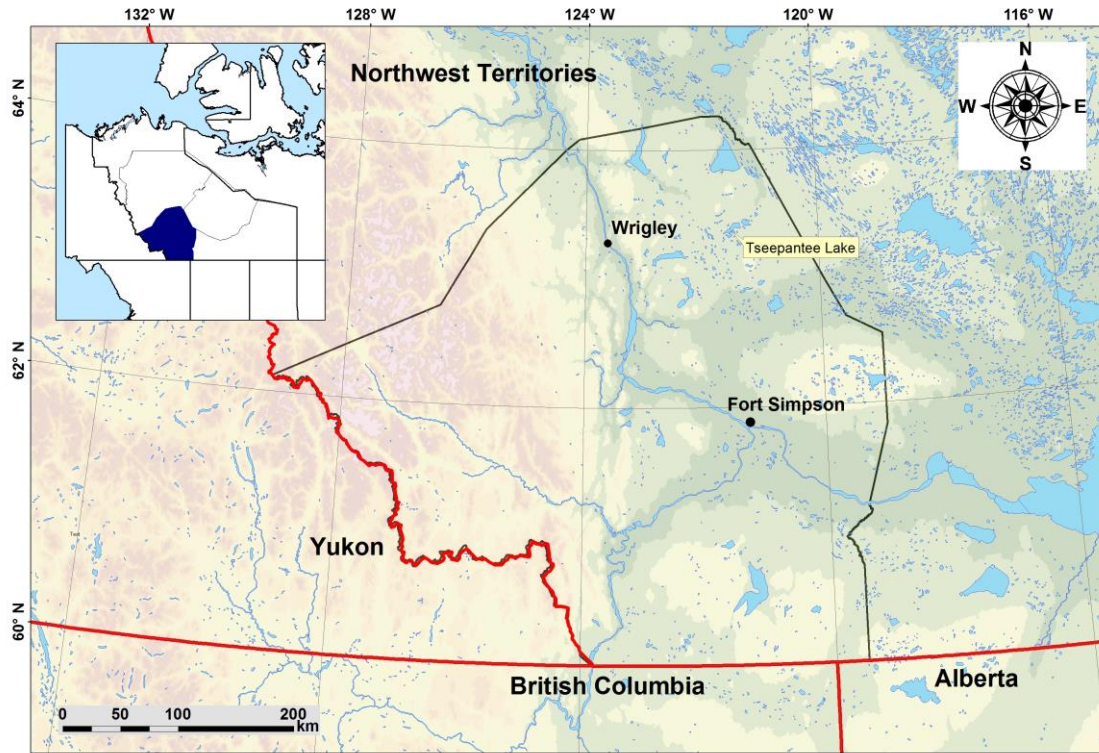 132° W
128° W
124° W
120° W
116° W
64° N
62° N
60° N
Northwest Territories
N
W
E
S
Wrigley
Tseepantee Lake
Fort Simpson
Yukon
British Columbia
Alberta
0 50 100 200
km